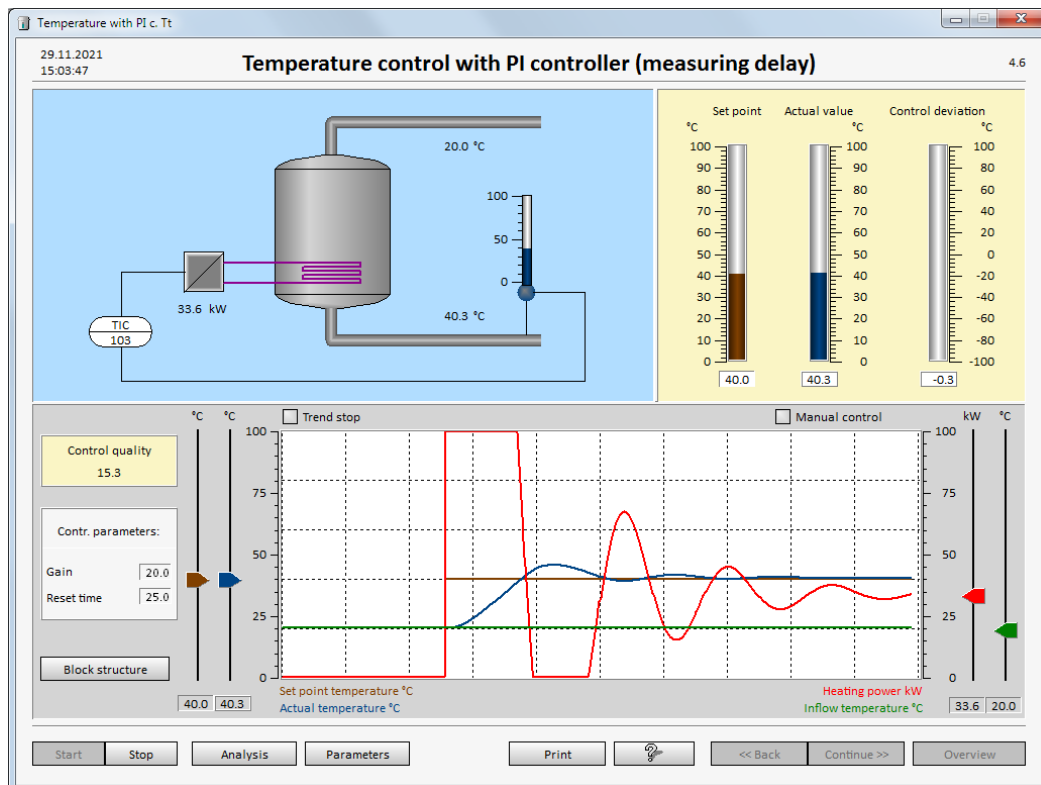 Temperature with PI c. Tt
29.11.2021
15:03:47
Temperature control with PI controller (measuring delay)
4.6
20.0 °C
100
50
0
33.6 kW
TIC
103
40.3 °C
Set point
Actual value
Control deviation
°C
°C
°C
100
90
80
70
60
50
40
30
20
10
0
100
90
80
70
60
50
40
30
20
10
0
100
80
60
40
20
0
-20
-40
-60
-80
-100
40.0
40.3
-0.3
°C
°C
Trend stop
Manual control
kW
°C
Control quality
15.3
Contr. parameters:
Gain
20.0
Reset time
25.0
Block structure
100
75
50
25
0
100
75
50
25
0
40.0
40.3
Set point temperature °C
Actual temperature °C
Heating power kW
Inflow temperature °C
33.6
20.0
Start
Stop
Analysis
Parameters
Print
?
<< Back
Continue >>
Overview